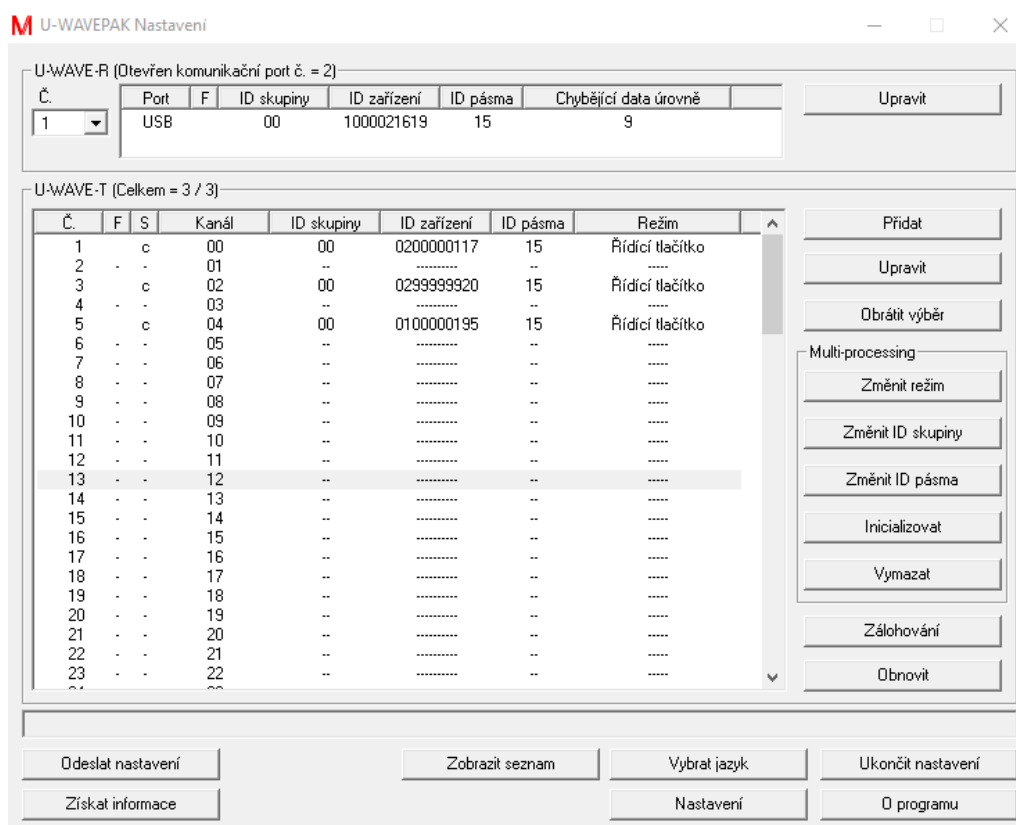 U-WAVEPAK Nastavení
U-WAVE-R (Otevřen komunikační port č. = 2)
Č. Port F ID skupiny ID zařízení ID pásma Chybějící data úrovně
1 USB 00 1000021619 15 9
Upravit
U-WAVE-T (Celkem = 3 / 3)
Č. F S Kanál ID skupiny ID zařízení ID pásma Režim
1 c 00 00 0200000117 15 Řídící tlačítko
2 - - 01 -- --------- -- -----
3 c 02 00 0299999920 15 Řídící tlačítko
4 - - 03 -- --------- -- -----
5 c 04 00 0100000195 15 Řídící tlačítko
6 - - 05 -- --------- -- -----
7 - - 06 -- --------- -- -----
8 - - 07 -- --------- -- -----
9 - - 08 -- --------- -- -----
10 - - 09 -- --------- -- -----
11 - - 10 -- --------- -- -----
12 - - 11 -- --------- -- -----
13 - - 12 -- --------- -- -----
14 - - 13 -- --------- -- -----
15 - - 14 -- --------- -- -----
16 - - 15 -- --------- -- -----
17 - - 16 -- --------- -- -----
18 - - 17 -- --------- -- -----
19 - - 18 -- --------- -- -----
20 - - 19 -- --------- -- -----
21 - - 20 -- --------- -- -----
22 - - 21 -- --------- -- -----
23 - - 22 -- --------- -- -----
Přidat
Upravit
Obrátit výběr
Multi-processing
Změnit režim
Změnit ID skupiny
Změnit ID pásma
Inicializovat
Vymazat
Zálohování
Obnovit
Odeslat nastavení
Zobrazit seznam
Vybrat jazyk
Ukončit nastavení
Získat informace
Nastavení
O programu